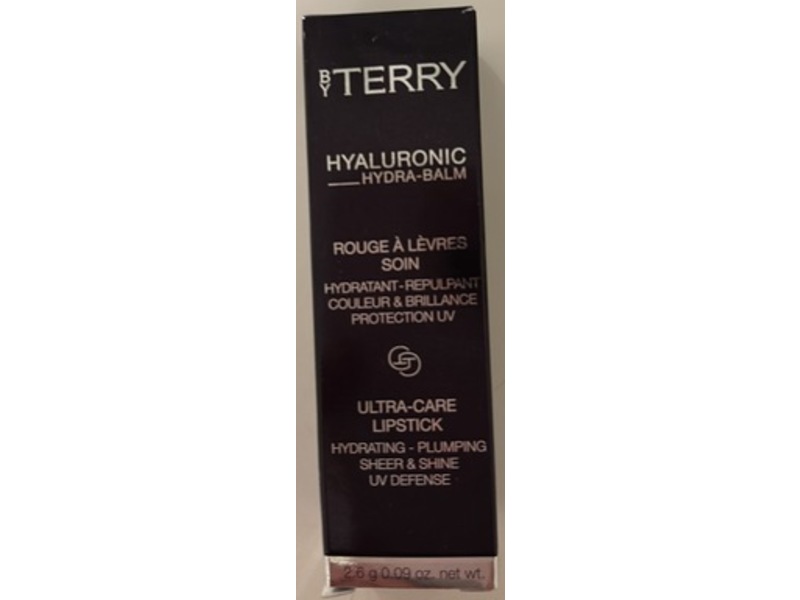 BY TERRY
HYALURONIC
HYDRA-BALM
ROUGE À LÈVRES
SOIN
HYDRATANT-REPULPANT
COULEUR & BRILLANCE
PROTECTION UV
ULTRA-CARE
LIPSTICK
HYDRATING - PLUMPING
SHEER & SHINE
UV DEFENSE
2.6 g 0.09 oz. net wt.